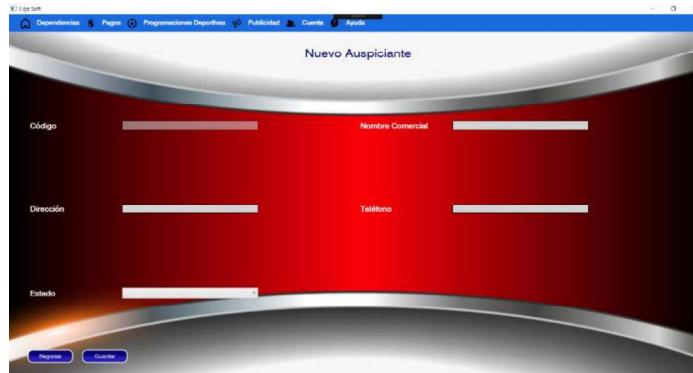 Liga Soft
Dependencias Pagos Programaciones Deportivas Publicidad Cuenta Ayuda
Nuevo Auspiciante
Código Nombre Comercial
Dirección Teléfono
Estado
Regresar Guardar